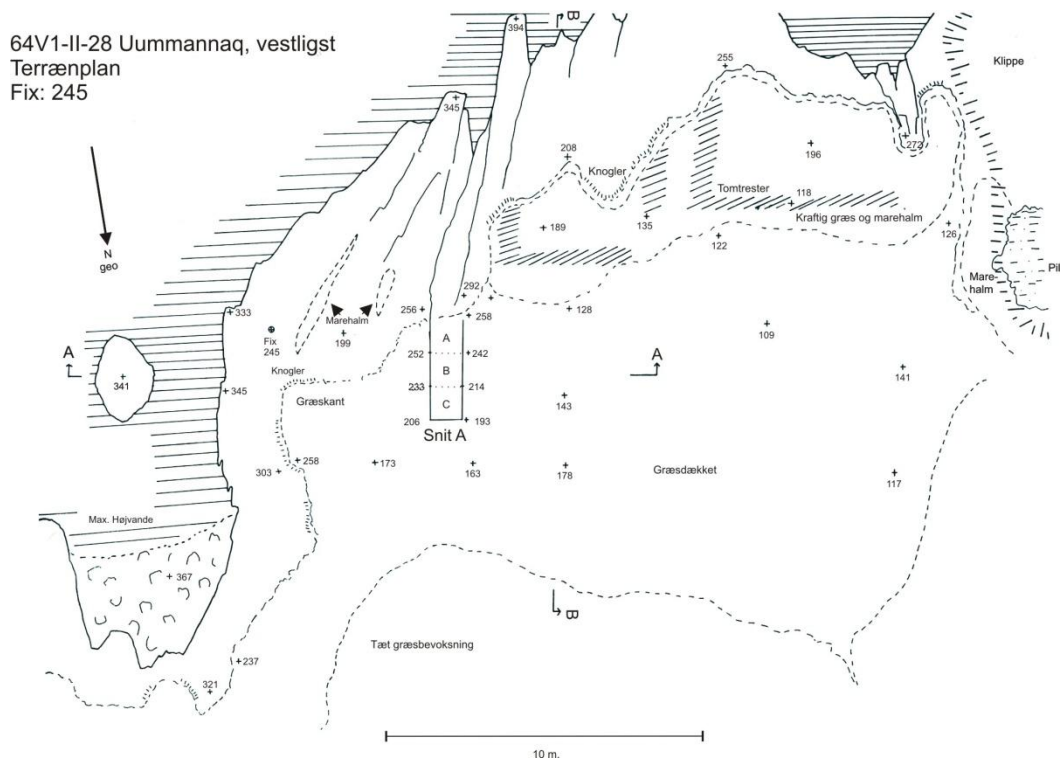 64V1-II-28 Uummannaq, vestligst
Terrænplan
Fix: 245
394
B
255
Klippe
345
208
Knogler
196
272
Tomtrester
118
Kraftig græs og marehalm
135
189
122
126
N
geo
Mare-
halm
Pil
292
256
258
128
333
Marehalm
199
109
Fix
245
A
252
242
A
341
Knogler
B
A
141
345
Græskant
233
214
C
143
206
193
Snit A
258
303
173
163
178
Græsdækket
117
Max. Højvande
367
B
Tæt græsbevoksning
237
321
10 m.